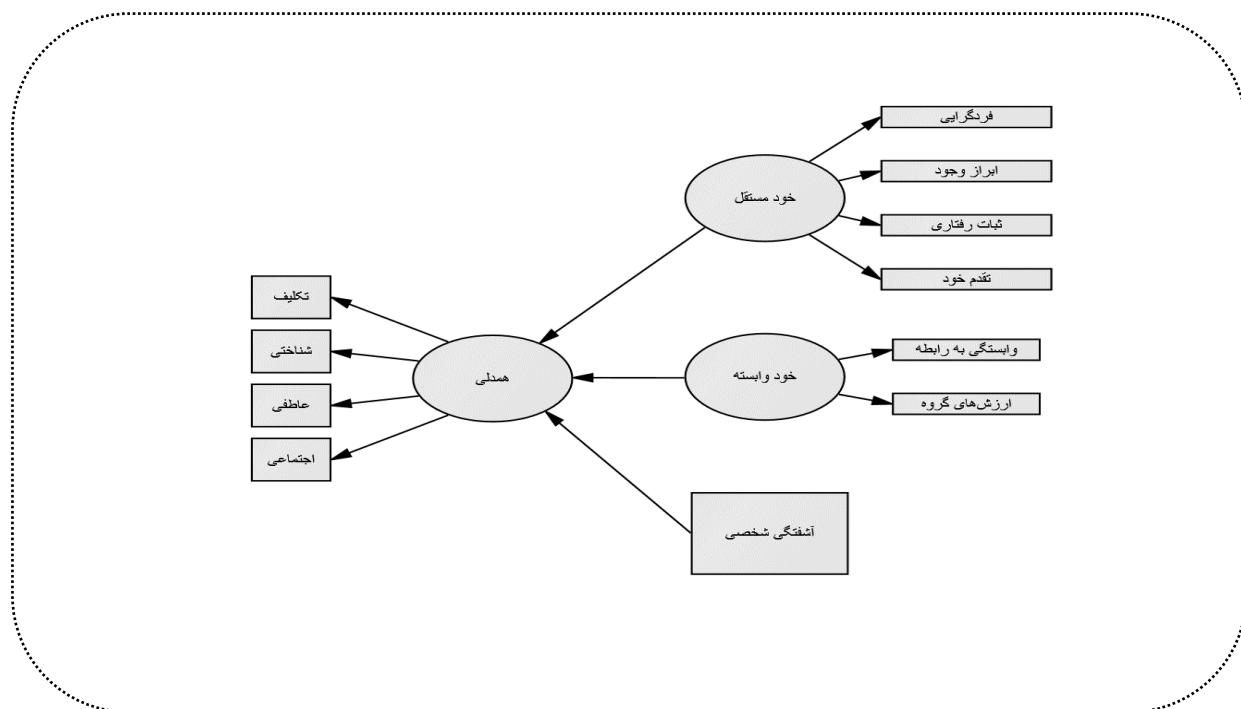 فردگرایی
ابراز وجود
خود مستقل
ثبات رفتاری
تقدم خود
تکلیف
شناختی
وابستگی به رابطه
همدلی
خود وابسته
عاطفی
ارزش‌های گروه
اجتماعی
آشفتگی شخصی